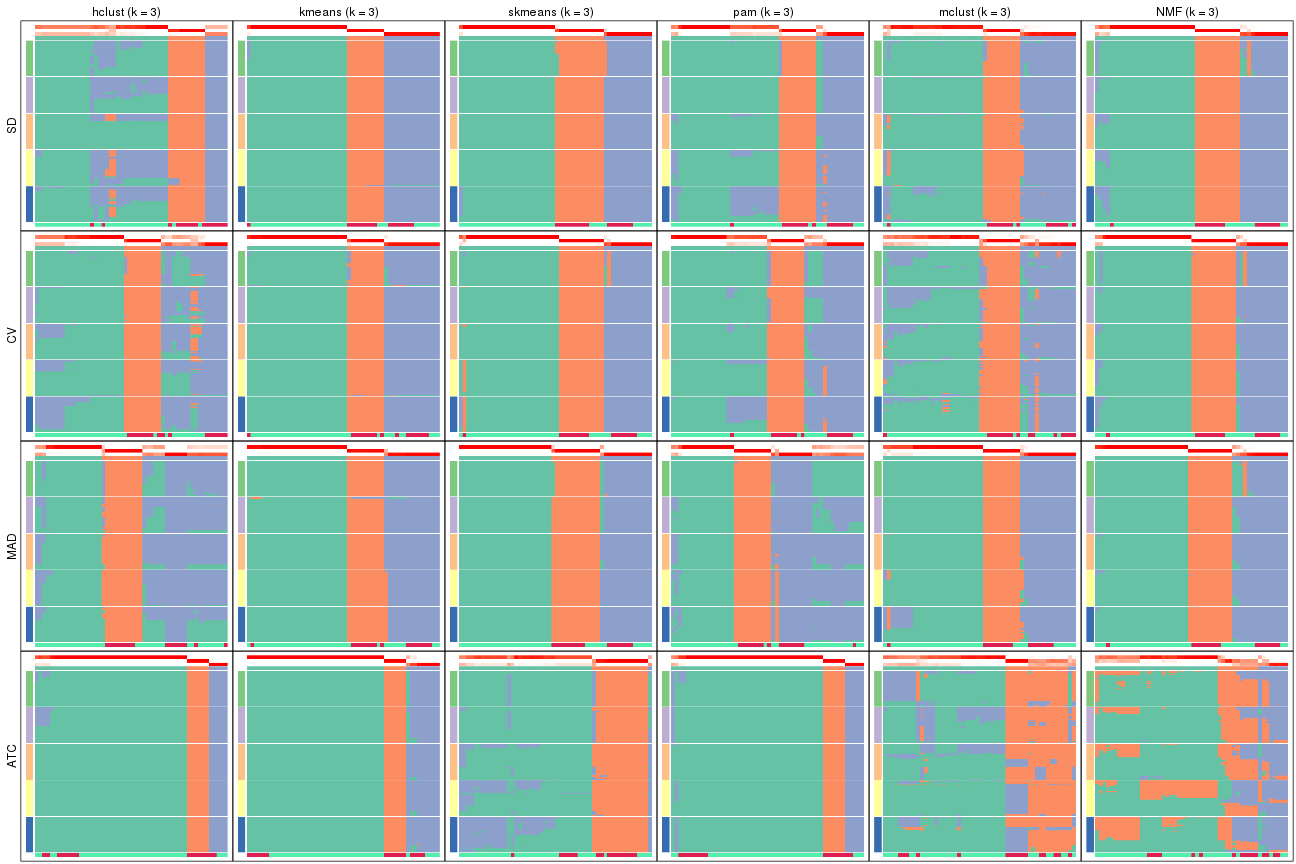 hclust (k = 3)
kmeans (k = 3)
skmeans (k = 3)
pam (k = 3)
mclust (k = 3)
NMF (k = 3)
SD
CV
MAD
ATC